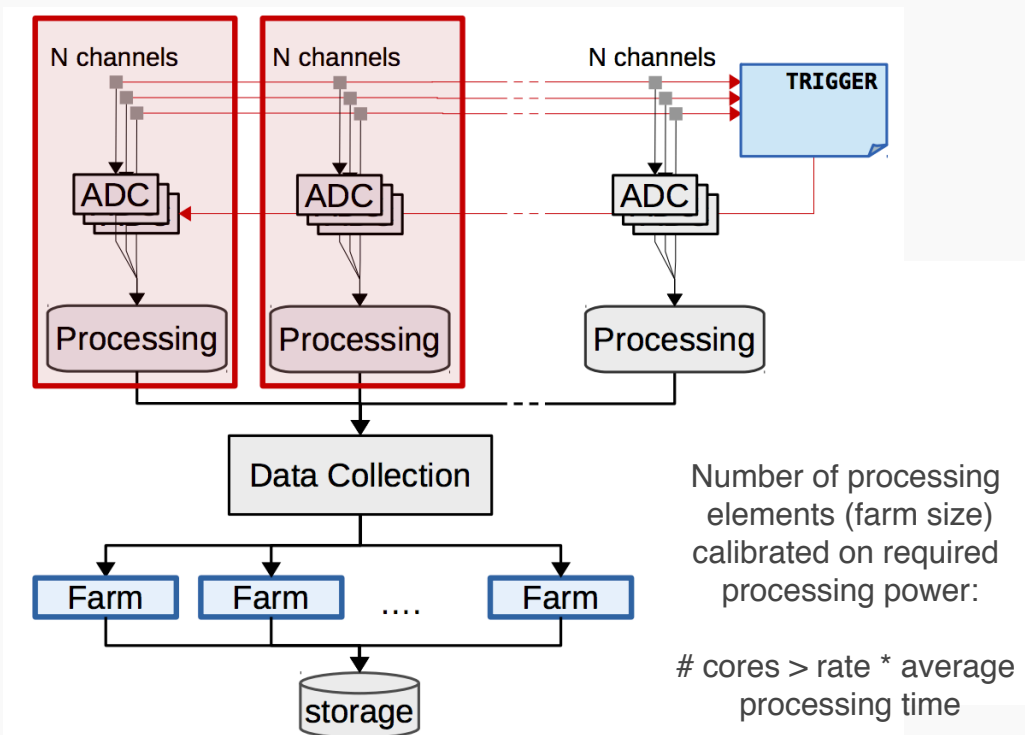 N channels
N channels
N channels
TRIGGER
ADC
ADC
ADC
Processing
Processing
Processing
Data Collection
Number of processing
elements (farm size)
calibrated on required
processing power:
Farm
Farm
....
Farm
# cores > rate * average
processing time
storage